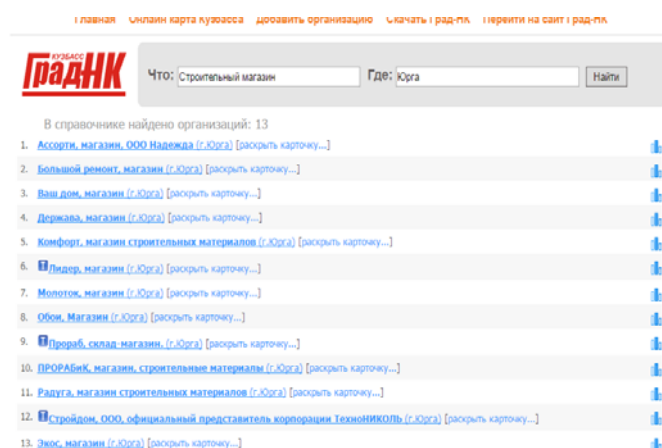 Главная Онлайн карта Кузбасса Добавить организацию Скачать Град-НК Перейти на сайт Град-НК
КУЗБАСС
ГрадНК
Что: Строительный магазин Где: Юрга Найти
В справочнике найдено организаций: 13
1. Ассорти, магазин, ООО Надежда (г.Юрга) [раскрыть карточку...]
2. Большой ремонт, магазин (г.Юрга) [раскрыть карточку...]
3. Ваш дом, магазин (г.Юрга) [раскрыть карточку...]
4. Держава, магазин (г.Юрга) [раскрыть карточку...]
5. Комфорт, магазин строительных материалов (г.Юрга) [раскрыть карточку...]
6. T Лидер, магазин (г.Юрга) [раскрыть карточку...]
7. Молоток, магазин (г.Юрга) [раскрыть карточку...]
8. Обои, Магазин (г.Юрга) [раскрыть карточку...]
9. T Прораб, склад-магазин. (г.Юрга) [раскрыть карточку...]
10. ПРОРАБиК, магазин, строительные материалы (г.Юрга) [раскрыть карточку...]
11. Радуга, магазин строительных материалов (г.Юрга) [раскрыть карточку...]
12. T Стройдом, ООО, официальный представитель корпорации ТехноНИКОЛЬ (г.Юрга) [раскрыть карточку...]
13. Экос, магазин (г.Юрга) [раскрыть карточку...]